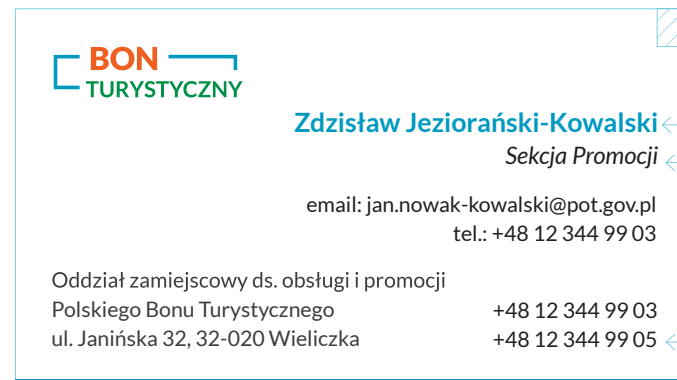 BON
TURYSTYCZNY
Zdzisław Jeziorański-Kowalski
Sekcja Promocji
email: jan.nowak-kowalski@pot.gov.pl
tel.: +48 12 344 99 03
Oddział zamiejscowy ds. obsługi i promocji
Polskiego Bonu Turystycznego +48 12 344 99 03
ul. Janińska 32, 32-020 Wieliczka +48 12 344 99 05